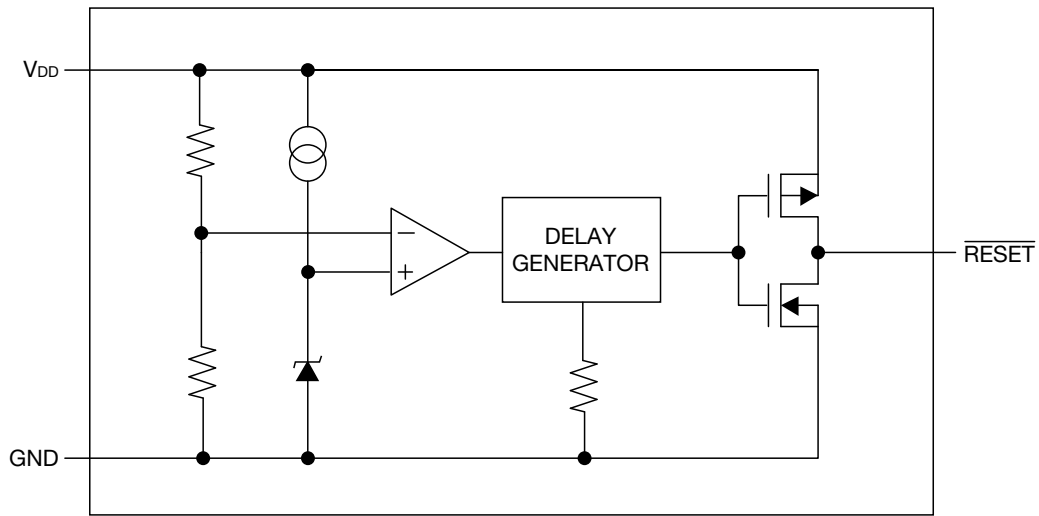 VDD
−
+
DELAY
GENERATOR
RESET
GND